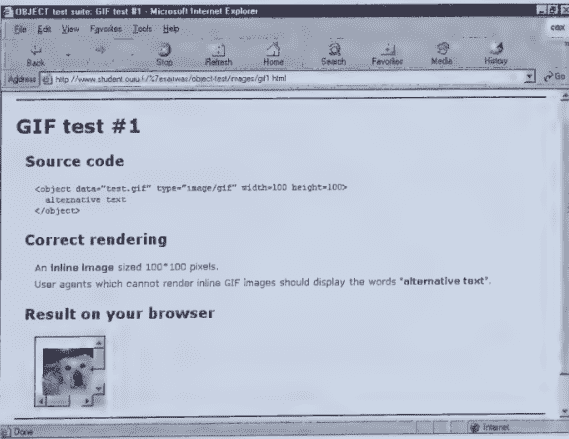 OBJECT test suite: GIF test #1 - Microsoft Internet Explorer
File Edit View Favorites Tools Help
cox
Back Stop Refresh Home Search Favorites Media History
Address Go
GIF test #1
Source code
<object data="test.gif" type="image/gif" width=100 height=100>
alternative text
</object>
Correct rendering
An inline image sized 100*100 pixels.
User agents which cannot render inline GIF images should display the words "alternative text".
Result on your browser
Done Internet